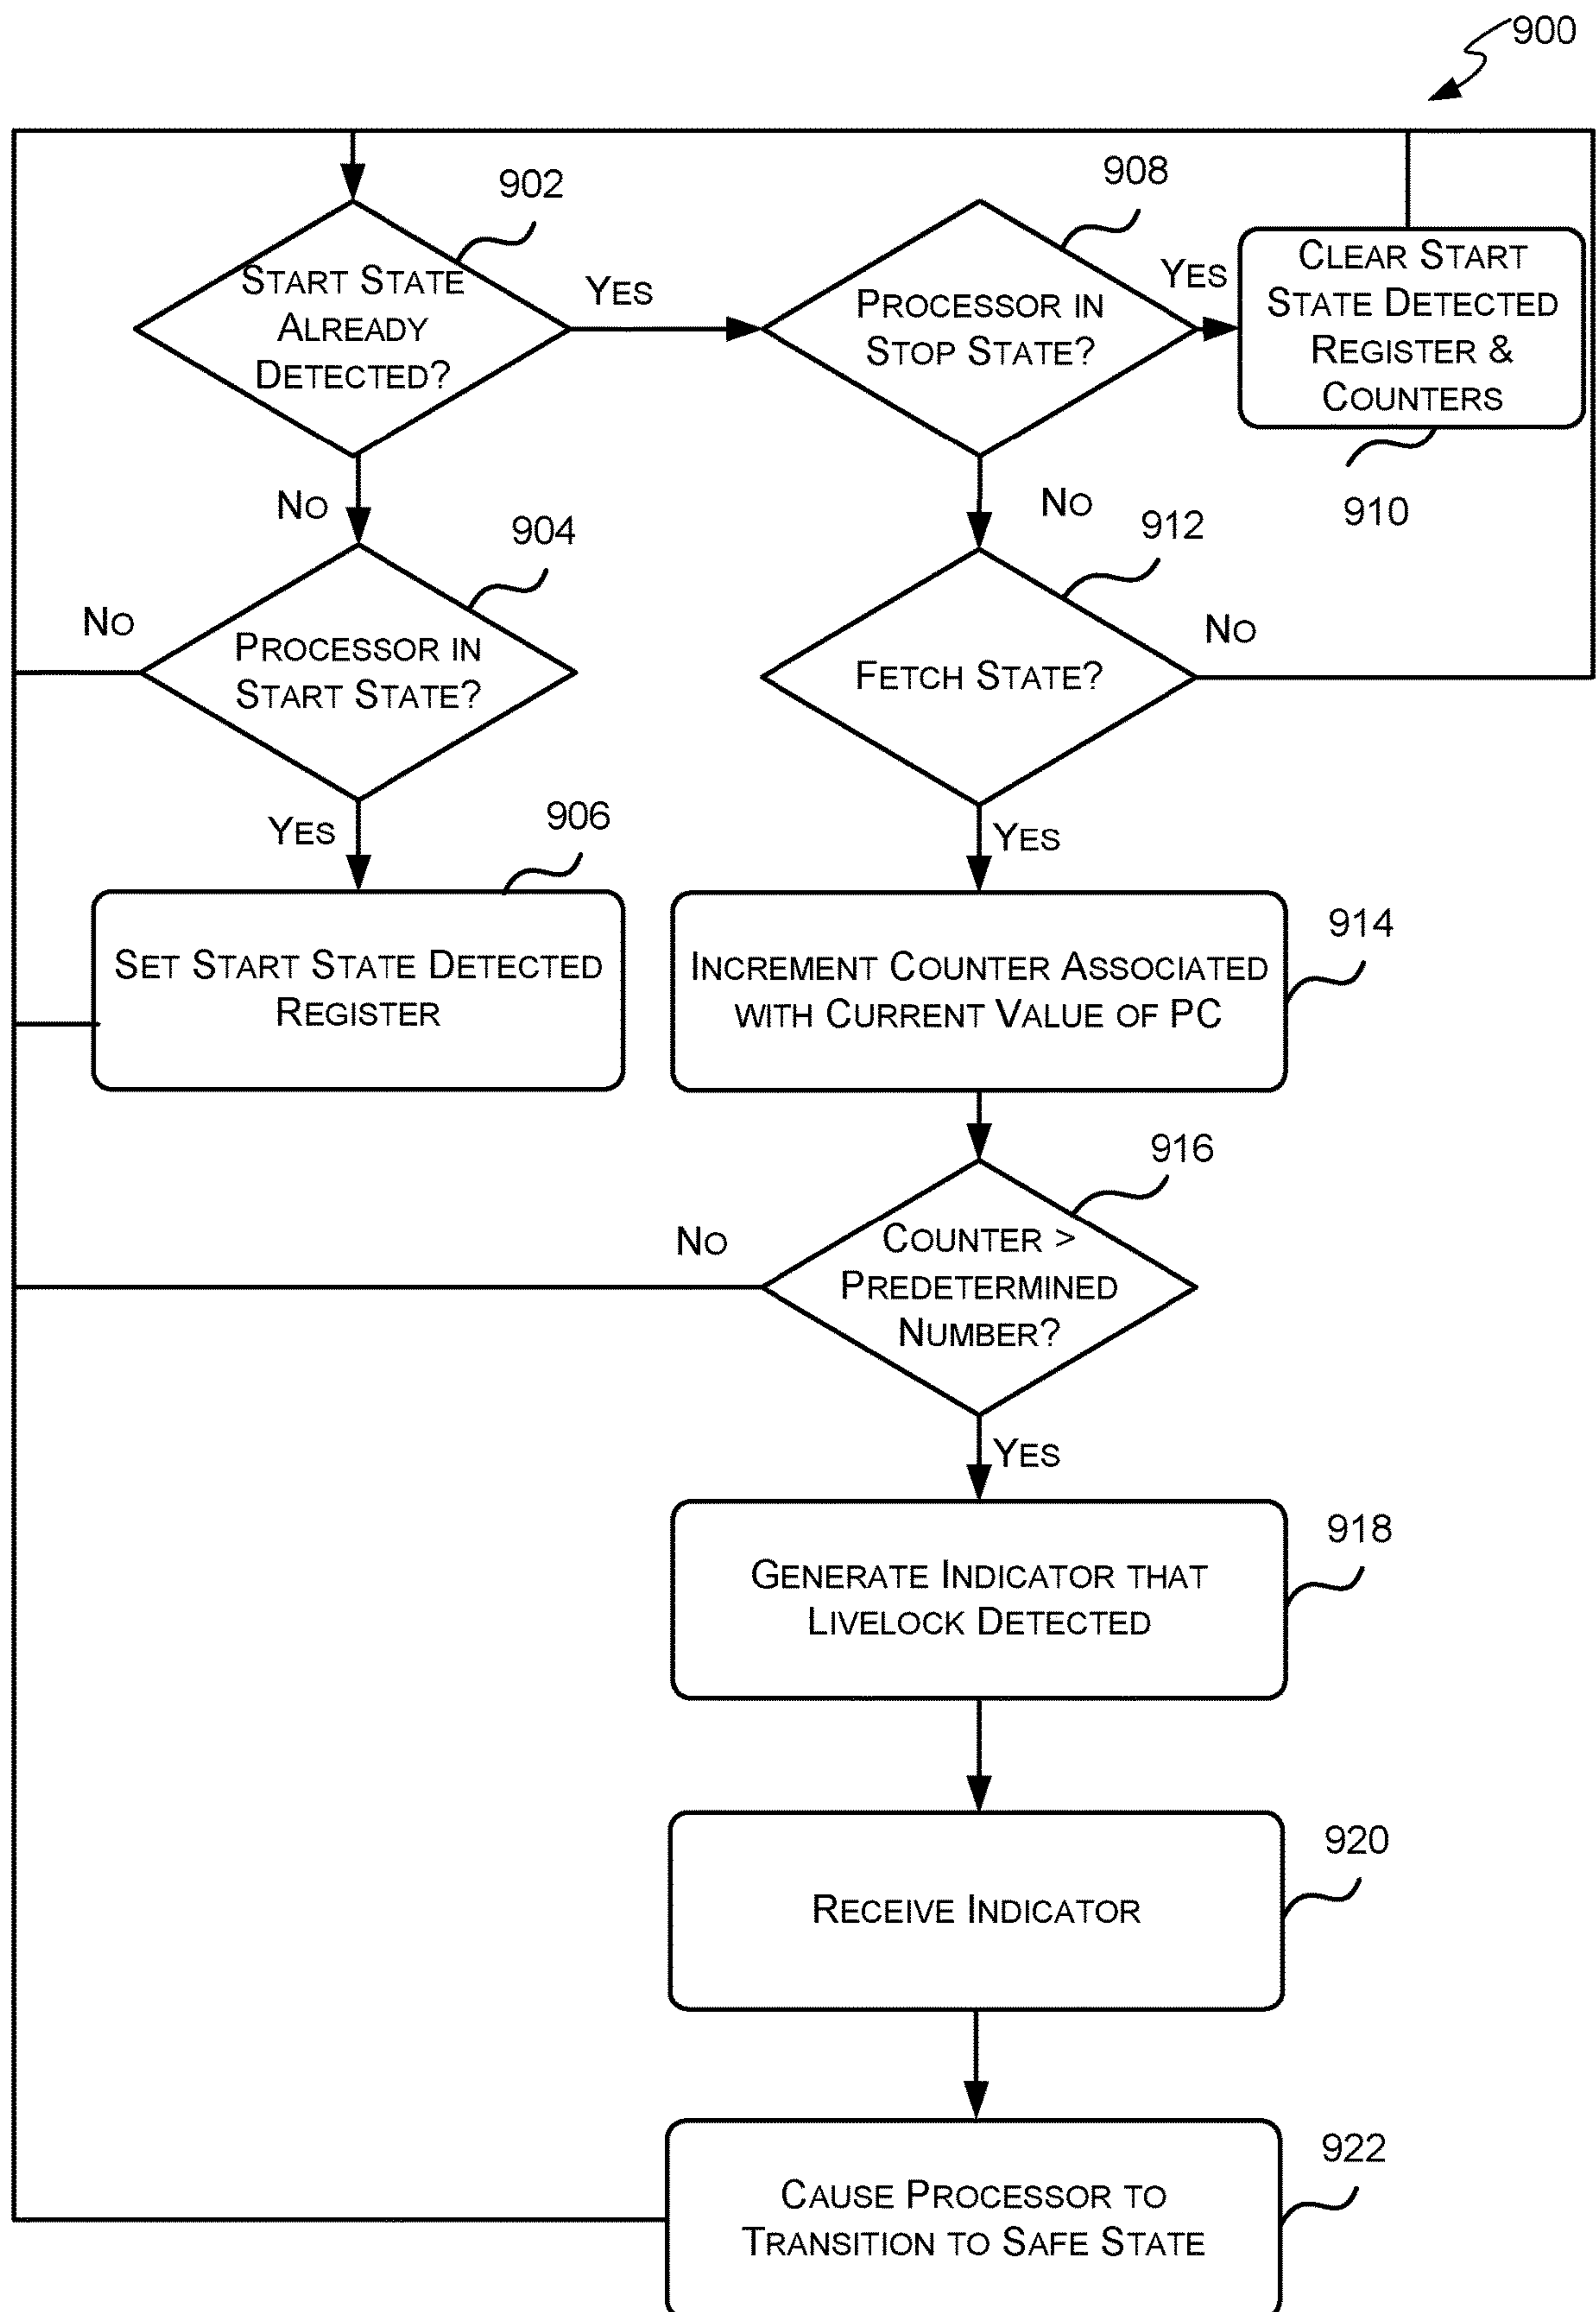 900
902
START STATE
ALREADY
DETECTED?
YES
908
PROCESSOR IN
STOP STATE?
YES
CLEAR START
STATE DETECTED
REGISTER &
COUNTERS
910
NO
904
PROCESSOR IN
START STATE?
NO
NO
912
FETCH STATE?
NO
YES
906
SET START STATE DETECTED
REGISTER
YES
914
INCREMENT COUNTER ASSOCIATED
WITH CURRENT VALUE OF PC
916
COUNTER >
PREDETERMINED
NUMBER?
NO
YES
918
GENERATE INDICATOR THAT
LIVELOCK DETECTED
920
RECEIVE INDICATOR
922
CAUSE PROCESSOR TO
TRANSITION TO SAFE STATE